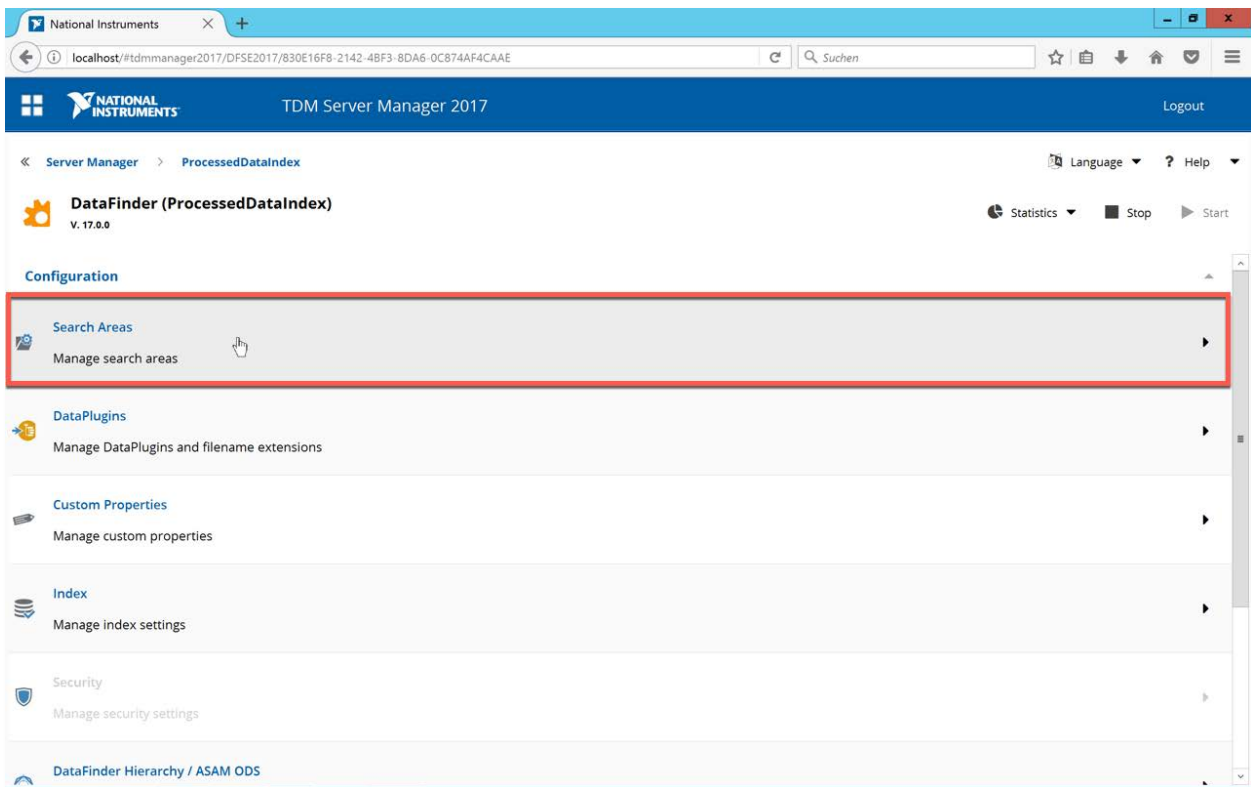 National Instruments
localhost/#tdmmanager2017/DFSE2017/830E16F8-2142-4BF3-8DA6-0C874AF4CAAE
Suchen
NATIONAL INSTRUMENTS
TDM Server Manager 2017
Logout
« Server Manager > ProcessedDataIndex
Language
? Help
DataFinder (ProcessedDataIndex)
V. 17.0.0
Statistics
Stop
Start
Configuration
Search Areas
Manage search areas
DataPlugins
Manage DataPlugins and filename extensions
Custom Properties
Manage custom properties
Index
Manage index settings
Security
Manage security settings
DataFinder Hierarchy / ASAM ODS